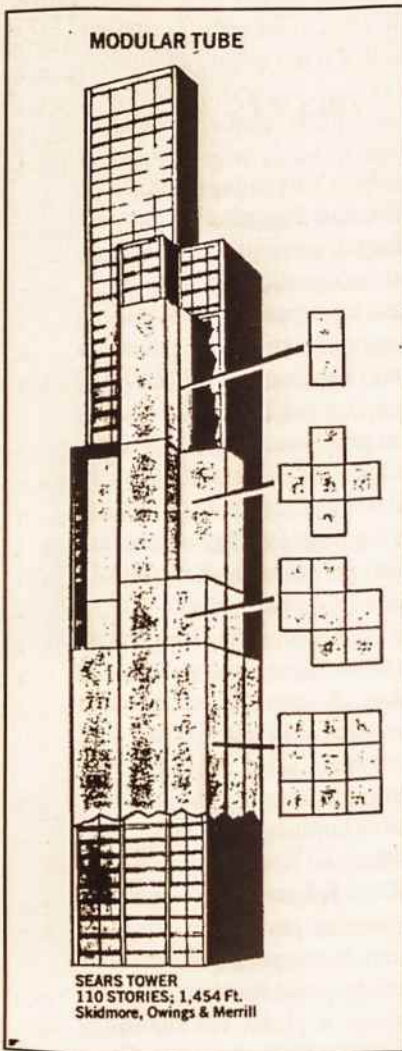 MODULAR TUBE
SEARS TOWER
110 STORIES; 1,454 Ft.
Skidmore, Owings & Merrill